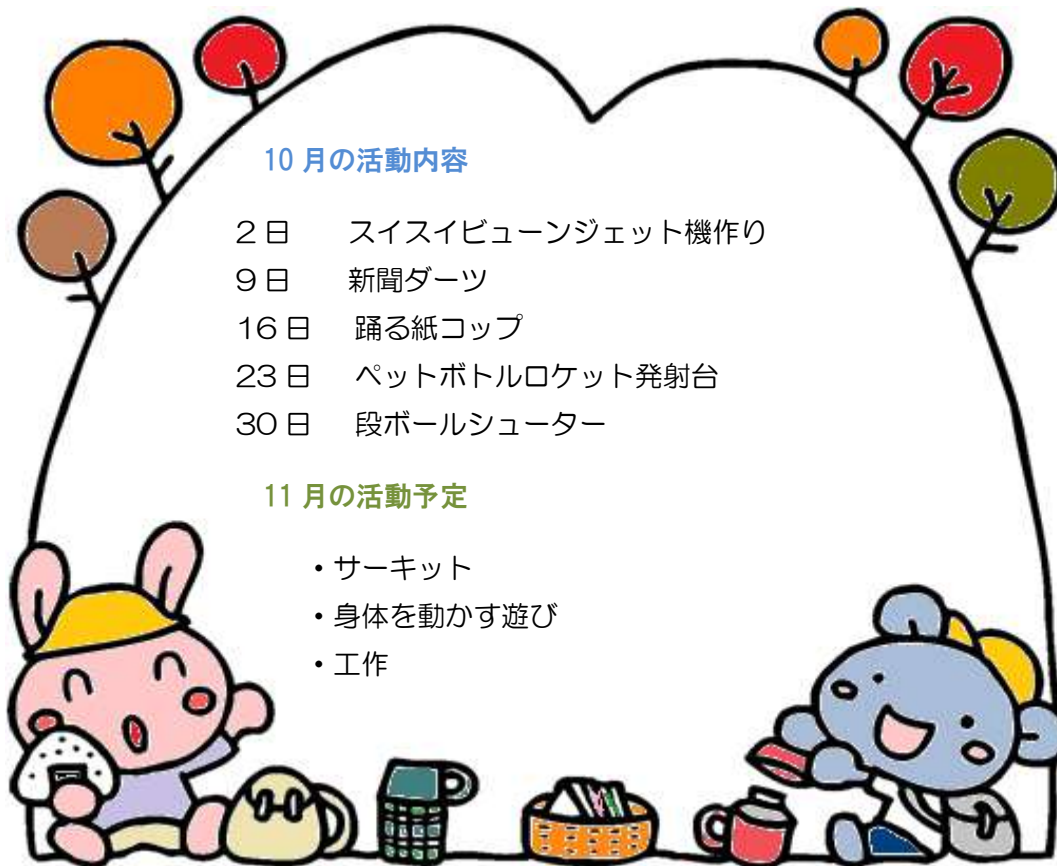 10月の活動内容
2日 スイスイビューンジェット機作り
9日 新聞ダーツ
16日 踊る紙コップ
23日 ペットボトルロケット発射台
30日 段ボールシューター
11月の活動予定
・サーキット
・身体を動かす遊び
・工作